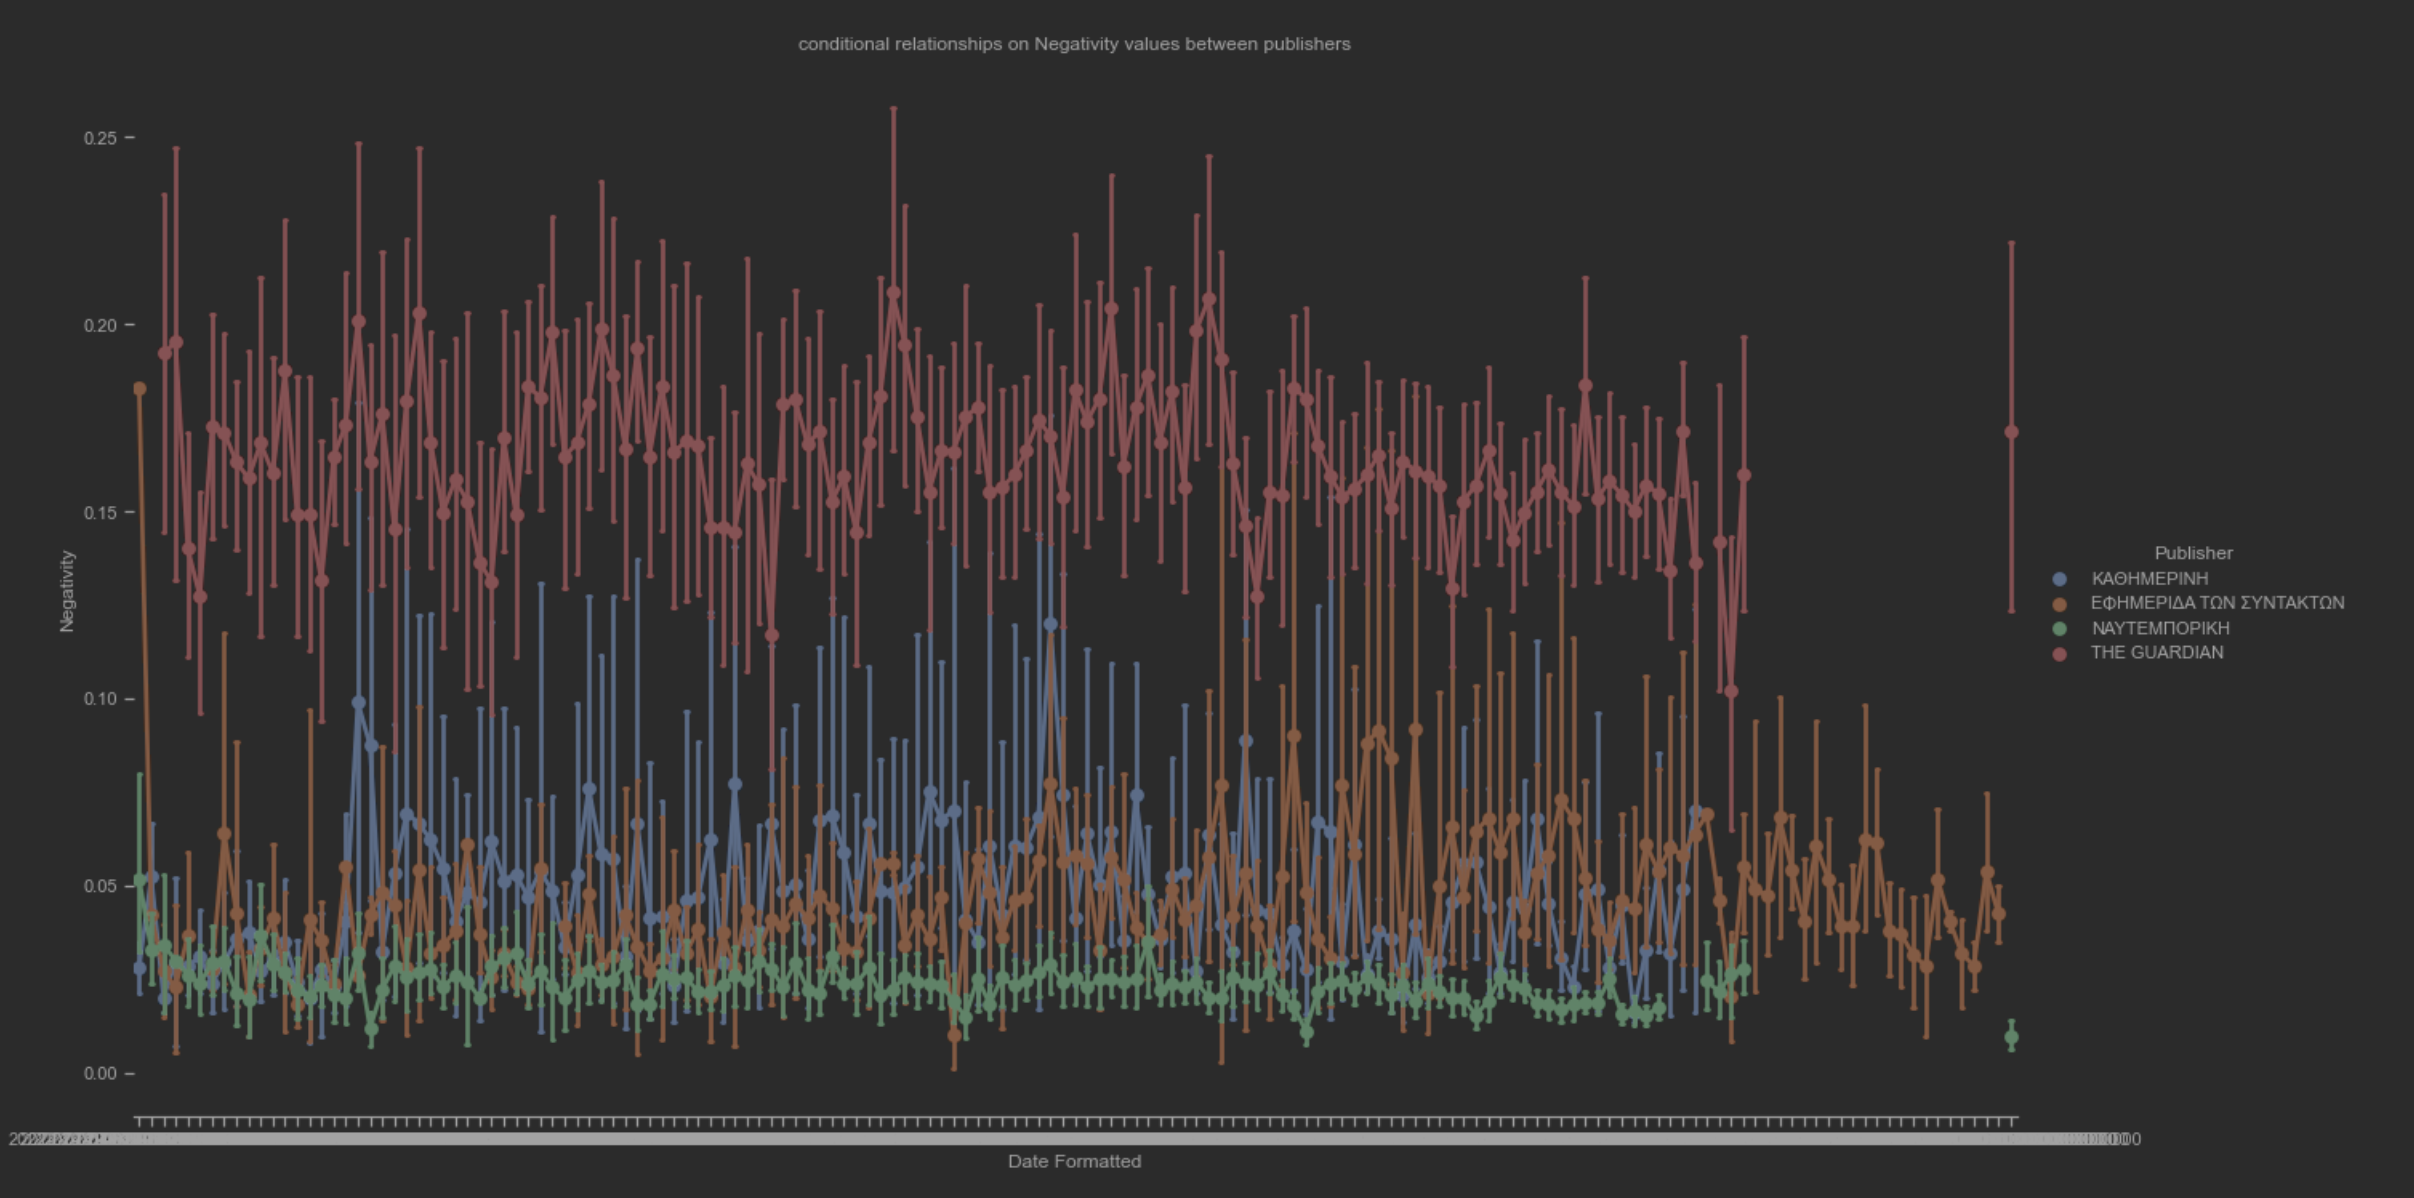 conditional relationships on Negativity values between publishers
0.25
0.20
0.15
0.10
0.05
0.00
Negativity
Date Formatted
Publisher
ΚΑΘΗΜΕΡΙΝΗ
ΕΦΗΜΕΡΙΔΑ ΤΩΝ ΣΥΝΤΑΚΤΩΝ
ΝΑΥΤΕΜΠΟΡΙΚΗ
THE GUARDIAN